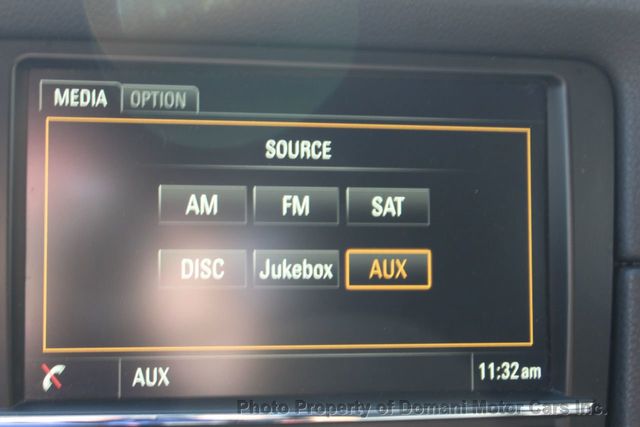 MEDIA OPTION
SOURCE
AM FM SAT
DISC Jukebox AUX
AUX 11:32am
Photo Property of Domani Motor Cars Inc.